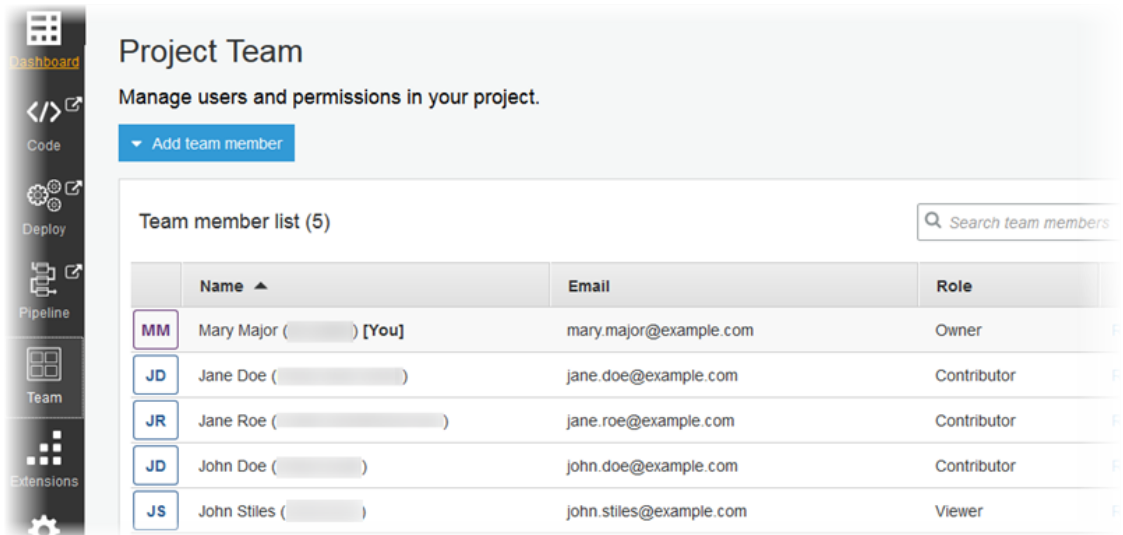 Dashboard
Code
Deploy
Pipeline
Team
Extensions
Project Team
Manage users and permissions in your project.
Add team member
Team member list (5)
Search team members
Name Email Role
MM Mary Major ( ) [You] mary.major@example.com Owner
JD Jane Doe ( ) jane.doe@example.com Contributor
JR Jane Roe ( ) jane.roe@example.com Contributor
JD John Doe ( ) john.doe@example.com Contributor
JS John Stiles ( ) john.stiles@example.com Viewer